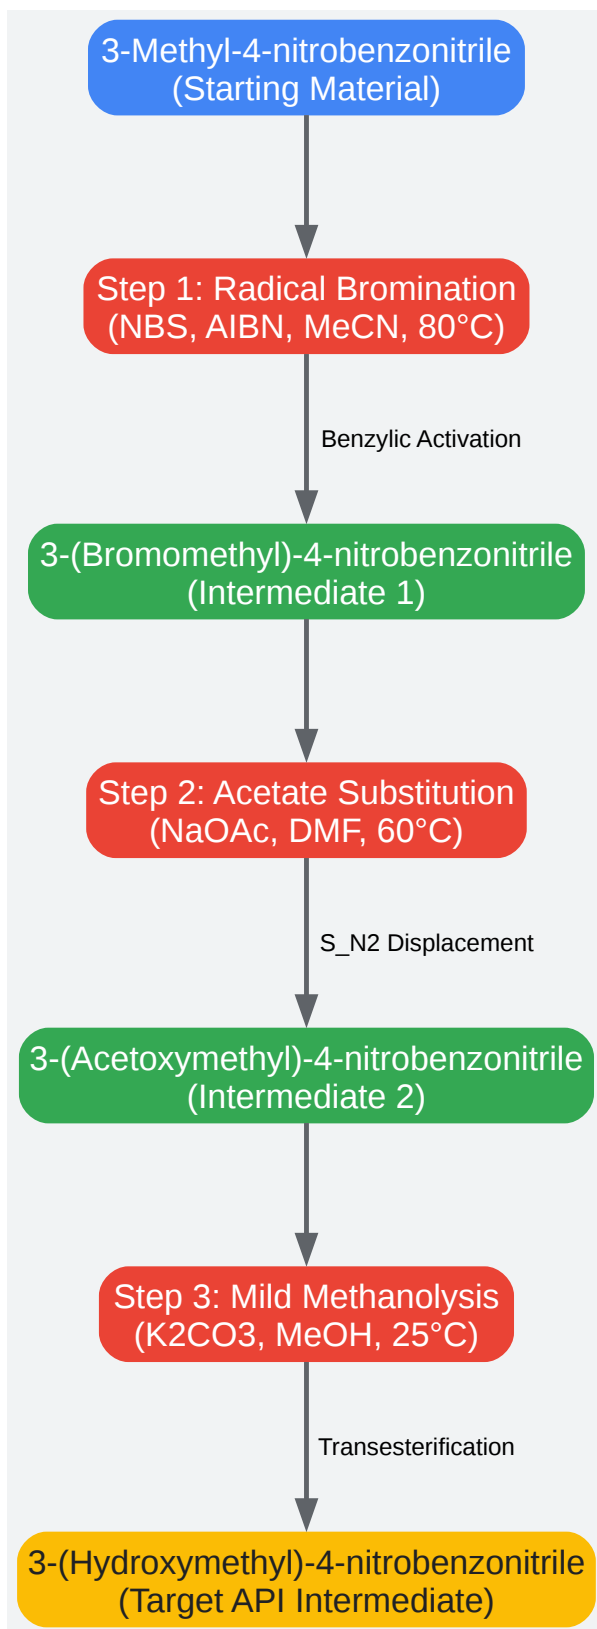 3-Methyl-4-nitrobenzonitrile
(Starting Material)
Step 1: Radical Bromination
(NBS, AIBN, MeCN, 80°C)
Benzylic Activation
3-(Bromomethyl)-4-nitrobenzonitrile
(Intermediate 1)
Step 2: Acetate Substitution
(NaOAc, DMF, 60°C)
S_N2 Displacement
3-(Acetoxymethyl)-4-nitrobenzonitrile
(Intermediate 2)
Step 3: Mild Methanolysis
(K2CO3, MeOH, 25°C)
Transesterification
3-(Hydroxymethyl)-4-nitrobenzonitrile
(Target API Intermediate)